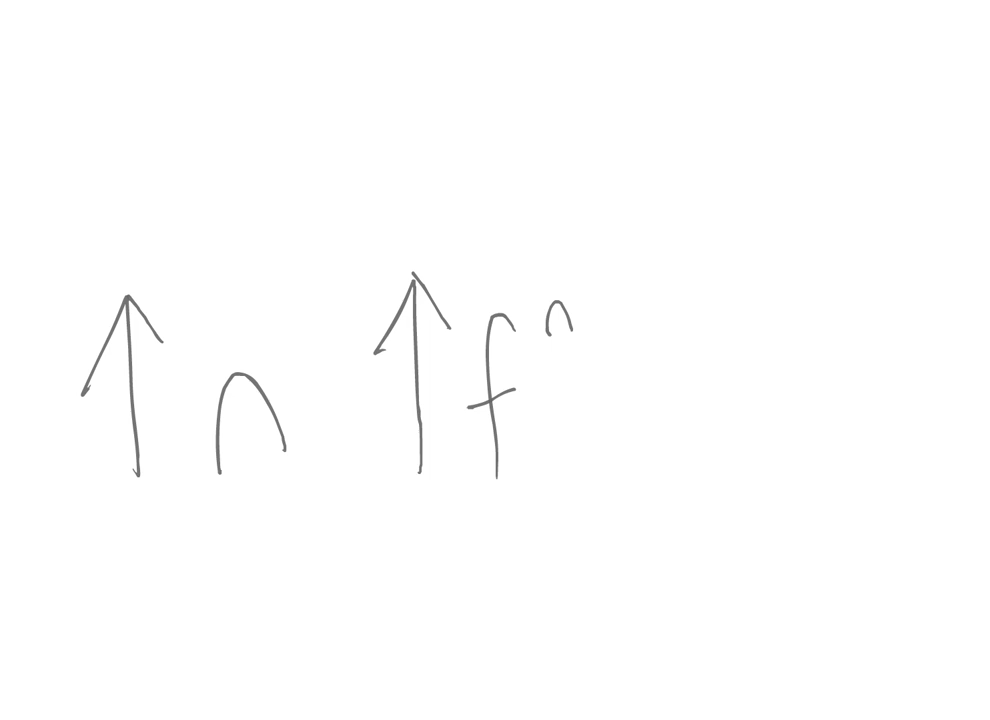 ↑ n ↑ fⁿ